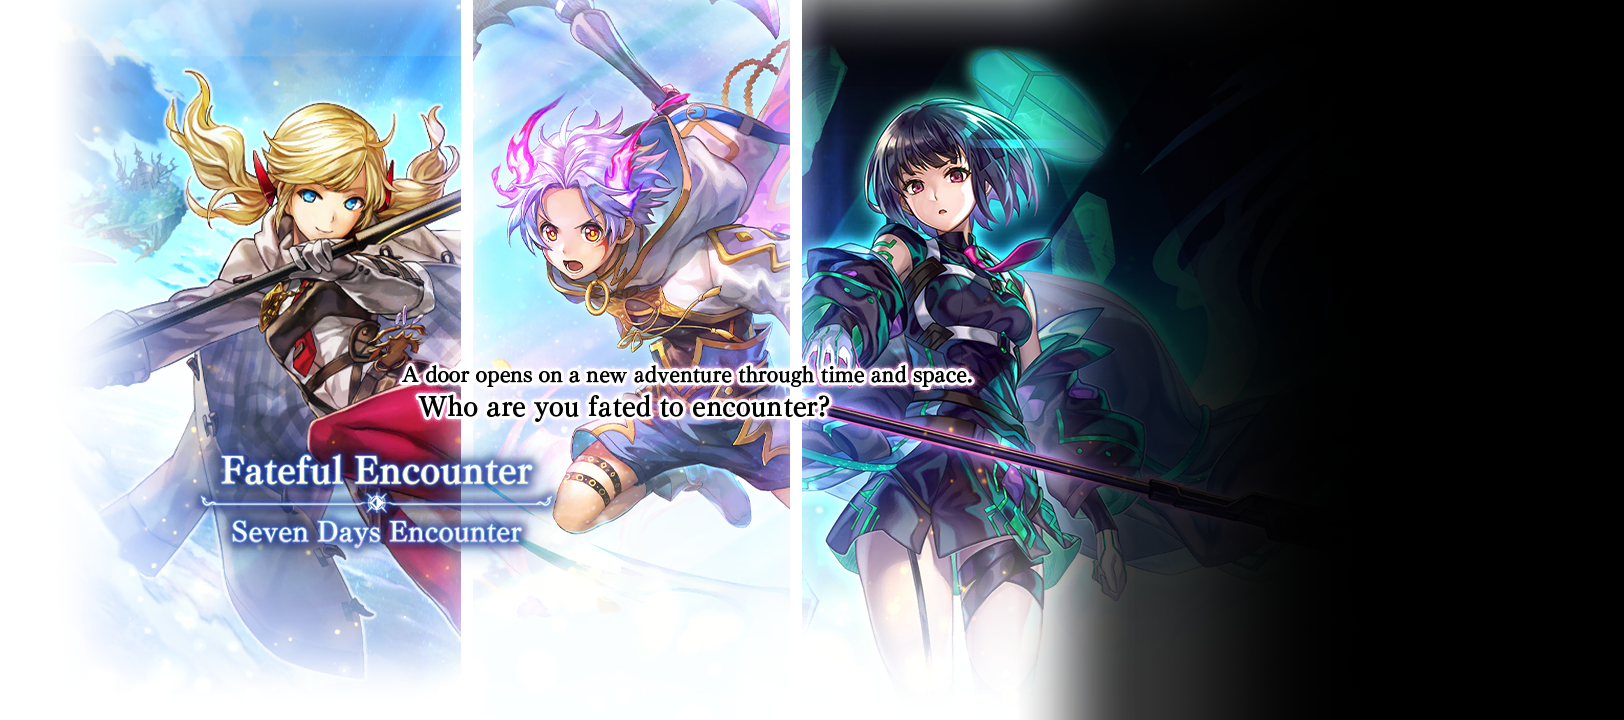 A door opens on a new adventure through time and space.
Who are you fated to encounter?
Fateful Encounter
Seven Days Encounter